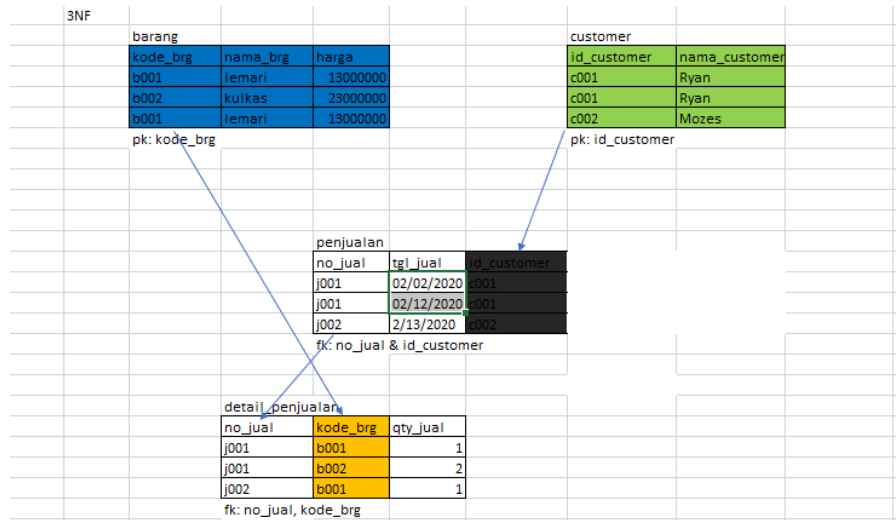 3NF
barang customer
kode_brg nama_brg harga id_customer nama_customer
b001 lemari 13000000 c001 Ryan
b002 kulkas 23000000 c001 Ryan
b001 lemari 13000000 c002 Mozes
pk: kode_brg pk: id_customer
penjualan
no_jual tgl_jual id_customer
j001 02/02/2020 c001
j001 02/12/2020 c001
j002 2/13/2020 c002
fk: no_jual & id_customer
detail_penjualan
no_jual kode_brg qty_jual
j001 b001 1
j001 b002 2
j002 b001 1
fk: no_jual, kode_brg